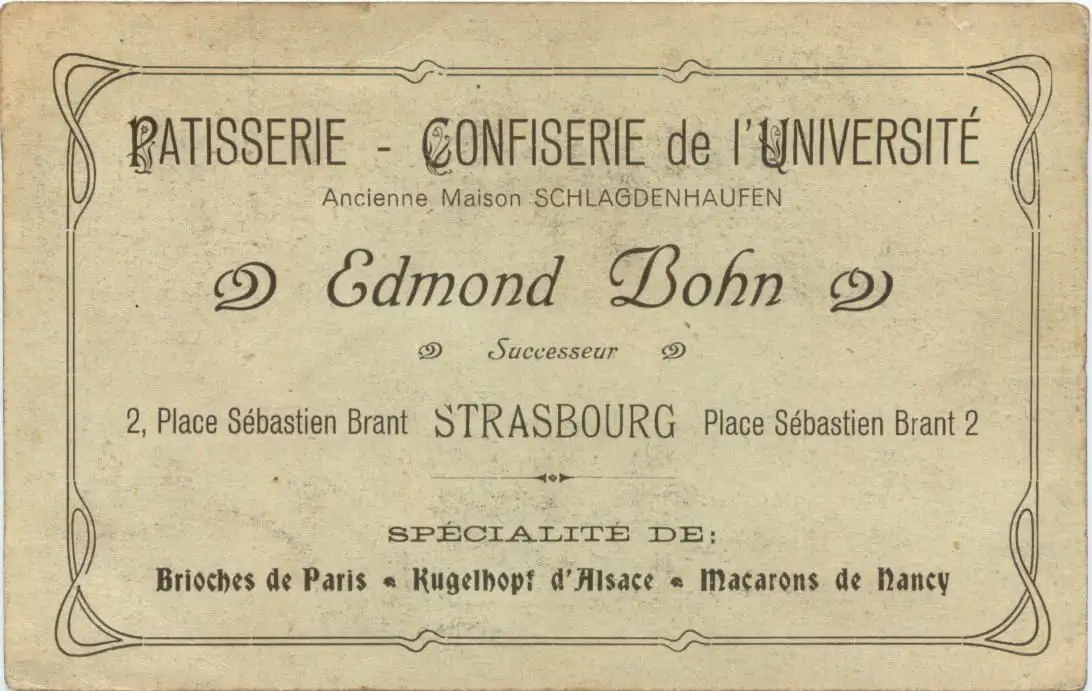 PATISSERIE - CONFISERIE de l'UNIVERSITÉ
Ancienne Maison SCHLAGDENHAUFEN
Edmond Bohn
Successeur
2, Place Sébastien Brant STRASBOURG Place Sébastien Brant 2
SPÉCIALITÉ DE:
Brioches de Paris Kugelhopf d'Alsace Macarons de Nancy